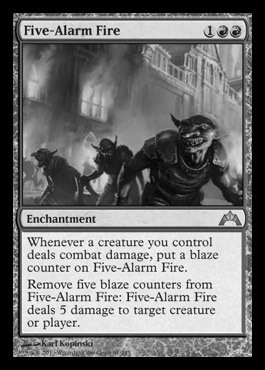 Five-Alarm Fire 1
Enchantment
Whenever a creature you control
deals combat damage, put a blaze
counter on Five-Alarm Fire.
Remove five blaze counters from
Five-Alarm Fire: Five-Alarm Fire
deals 5 damage to target creature
or player.
Karl Kopinski